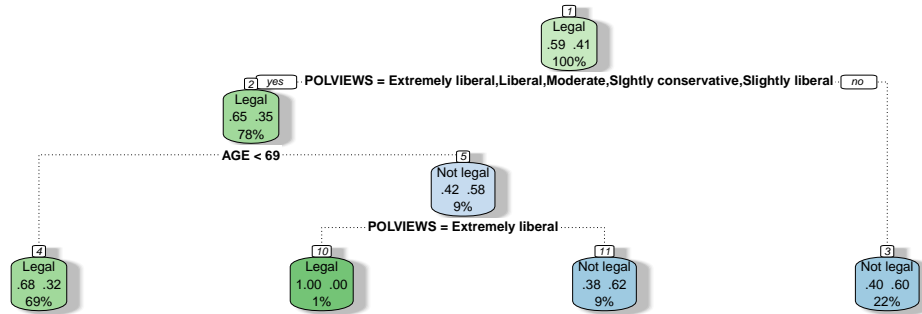 1
Legal
.59 .41
100%
yes POLVIEWS = Extremely liberal,Liberal,Moderate,Slghtly conservative,Slightly liberal no
2
Legal
.65 .35
78%
AGE < 69
5
Not legal
.42 .58
9%
POLVIEWS = Extremely liberal
4
Legal
.68 .32
69%
10
Legal
1.00 .00
1%
11
Not legal
.38 .62
9%
3
Not legal
.40 .60
22%